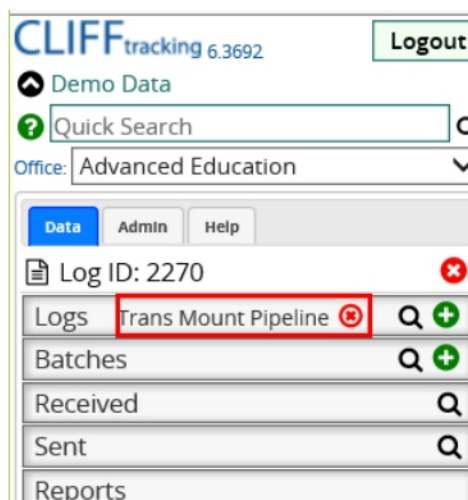 CLIFFtracking 6.3692 Logout
Demo Data
Quick Search
Office: Advanced Education
Data Admin Help
Log ID: 2270
Logs Trans Mount Pipeline
Batches
Received
Sent
Reports